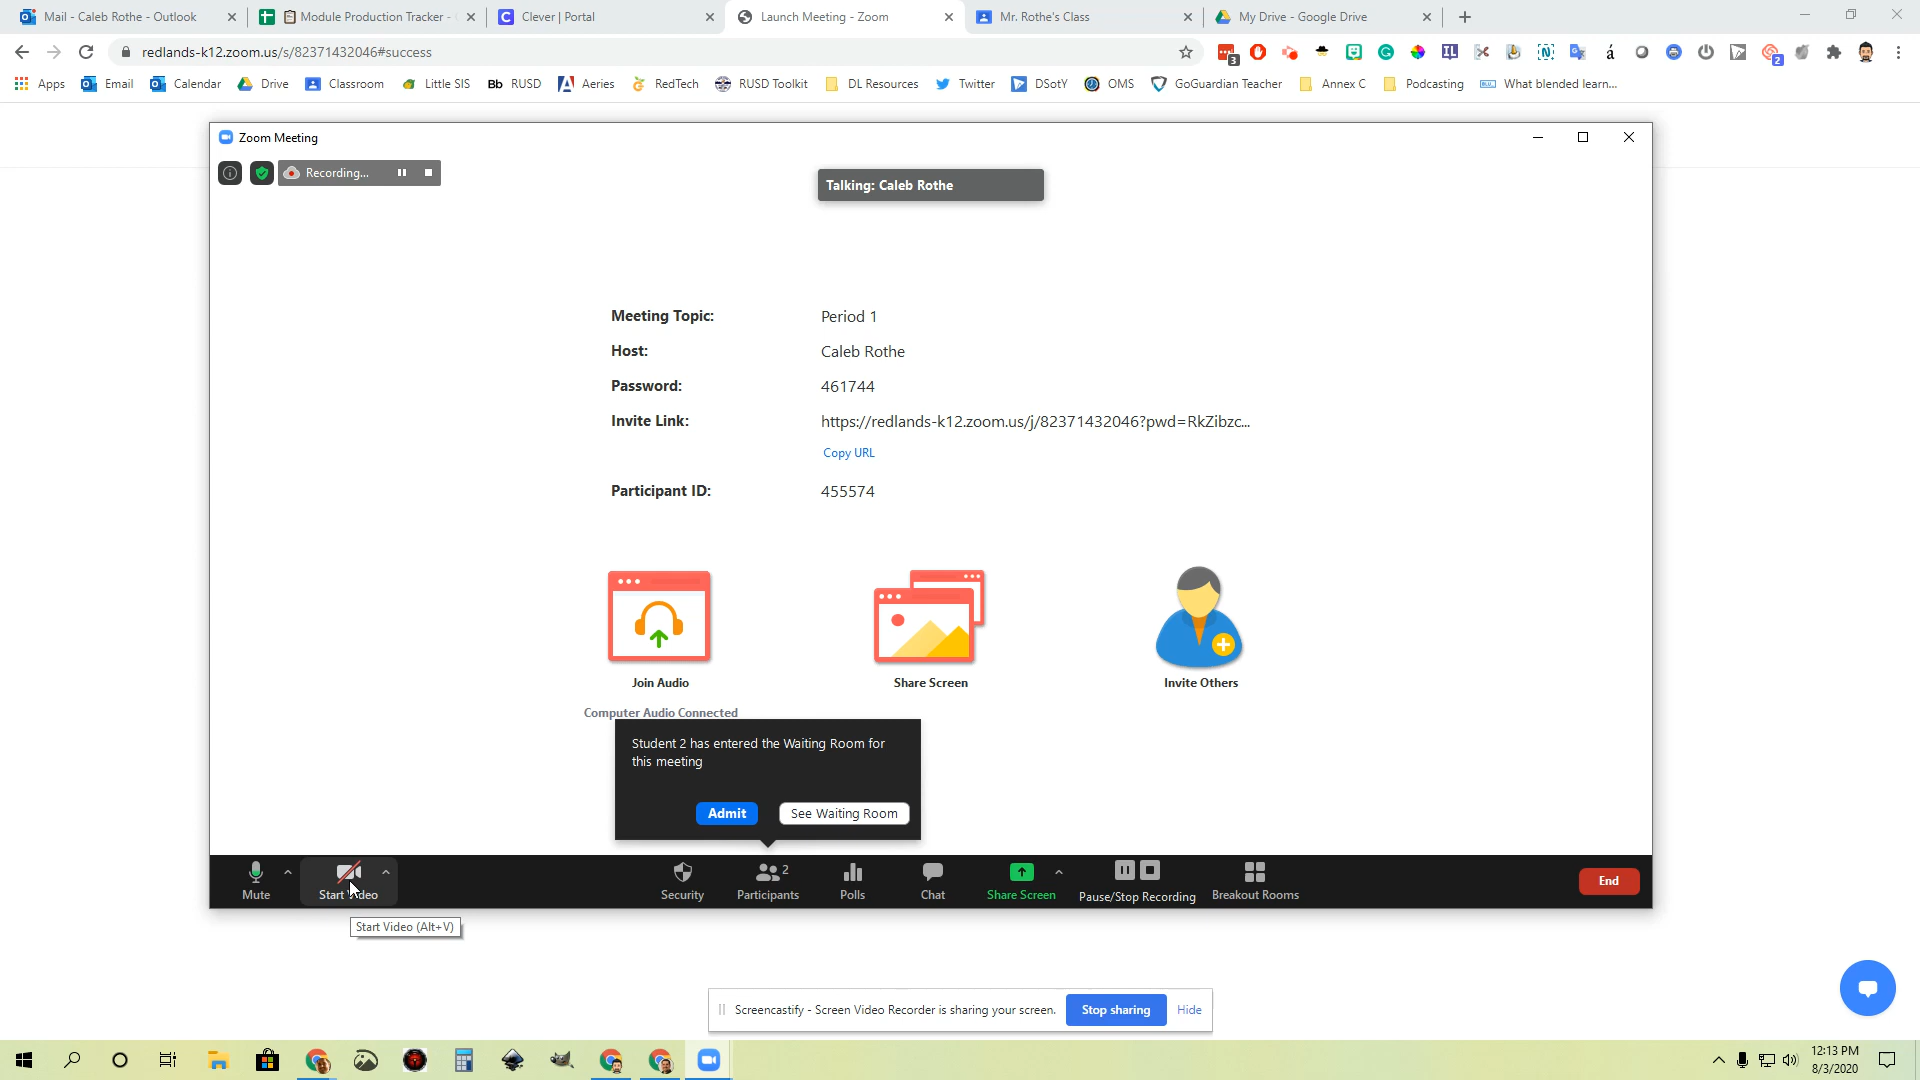 Mail - Caleb Rothe - Outlook
Module Production Tracker -
Clever | Portal
Launch Meeting - Zoom
Mr. Rothe's Class
My Drive - Google Drive
redlands-k12.zoom.us/s/82371432046#success
3
2
Apps
Email
Calendar
Drive
Classroom
Little SIS
Bb RUSD
Aeries
RedTech
RUSD Toolkit
DL Resources
Twitter
DSotY
OMS
GoGuardian Teacher
Annex C
Podcasting
What blended learn...
Zoom Meeting
Recording...
Talking: Caleb Rothe
Meeting Topic: Period 1
Host: Caleb Rothe
Password: 461744
Invite Link: https://redlands-k12.zoom.us/j/82371432046?pwd=RkZibzc...
Copy URL
Participant ID: 455574
Join Audio
Share Screen
Invite Others
Computer Audio Connected
Student 2 has entered the Waiting Room for
this meeting
Admit
See Waiting Room
Mute
Start Video
Security
Participants 2
Polls
Chat
Share Screen
Pause/Stop Recording
Breakout Rooms
End
Start Video (Alt+V)
Screencastify - Screen Video Recorder is sharing your screen.
Stop sharing
Hide
12:13 PM
8/3/2020